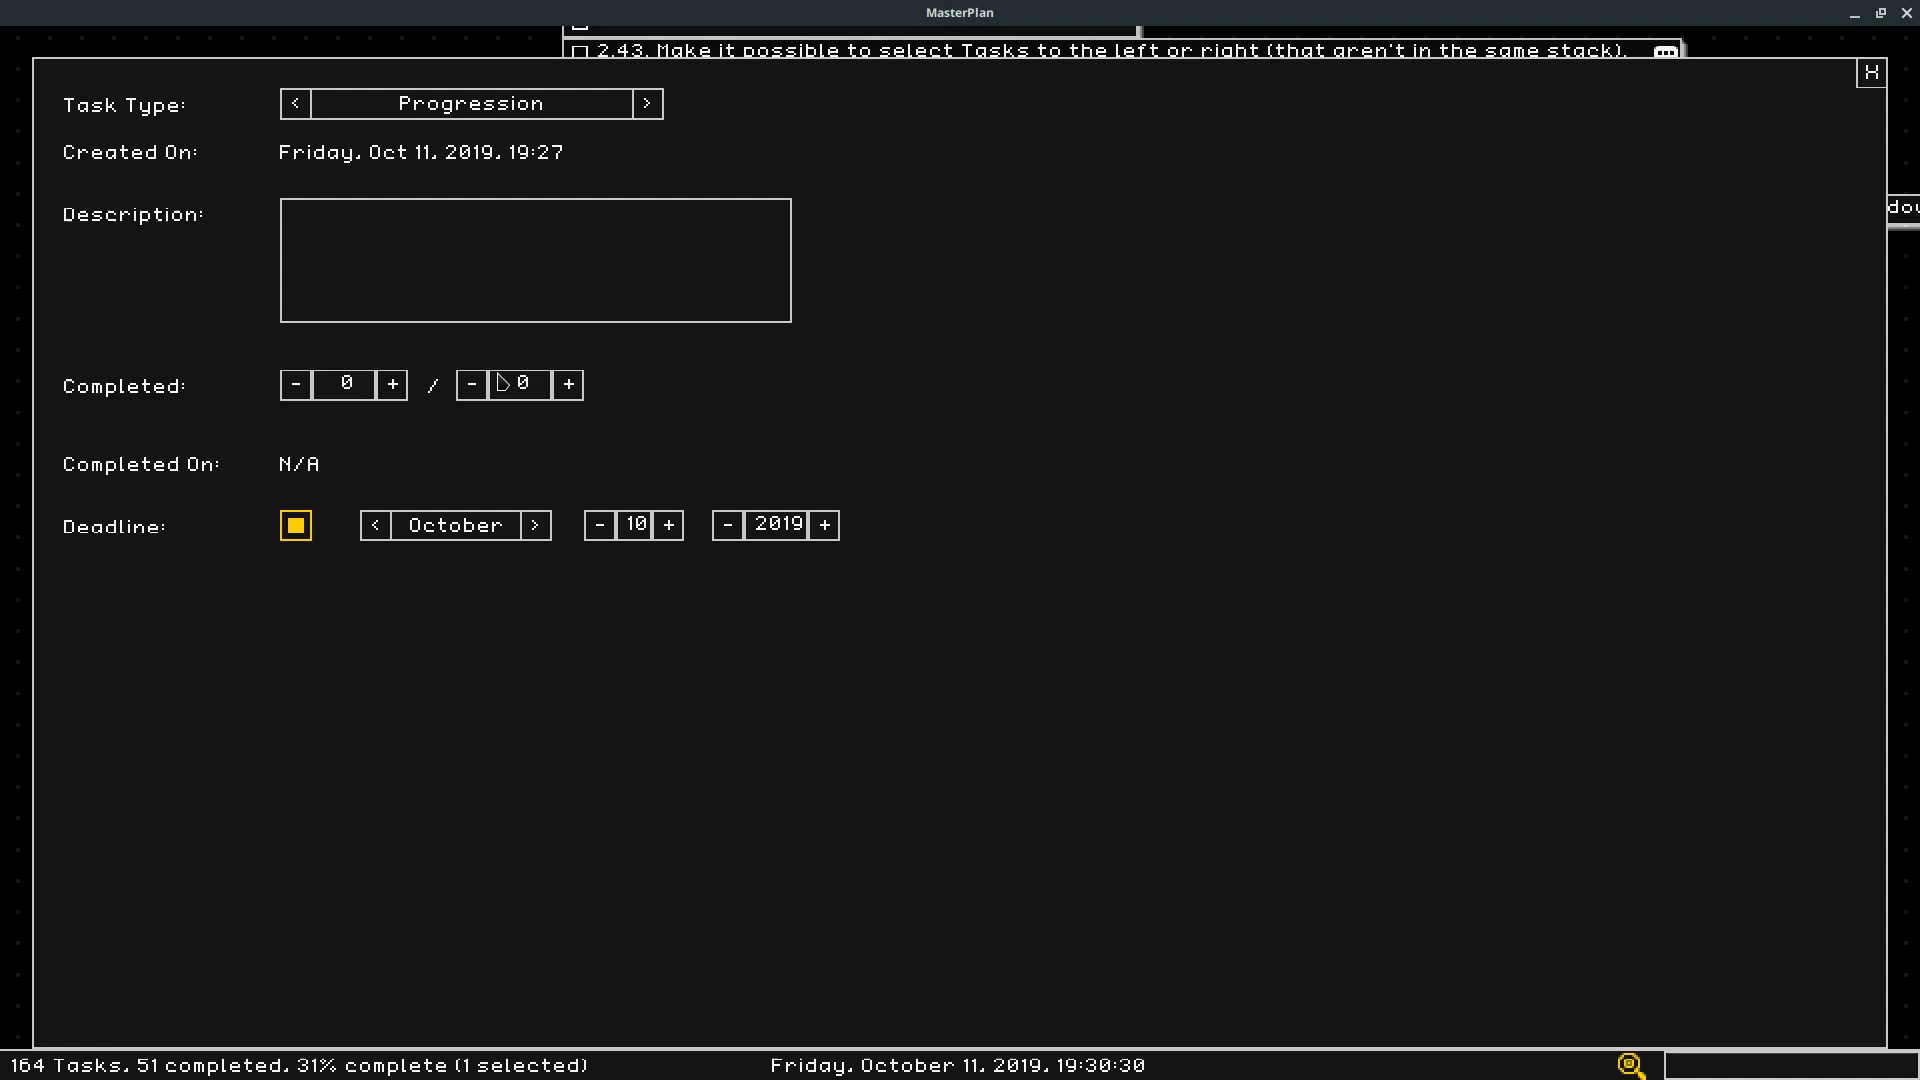 MasterPlan
2.43. Make it possible to select Tasks to the left or right (that aren't in the same stack).
X
Task Type: < Progression >
Created On: Friday, Oct 11, 2019, 19:27
dou
Description:
Completed: - 0 + / - 0 +
Completed On: N/A
Deadline: < October > - 10 + - 2019 +
164 Tasks, 51 completed, 31% complete (1 selected) Friday, October 11, 2019, 19:30:30